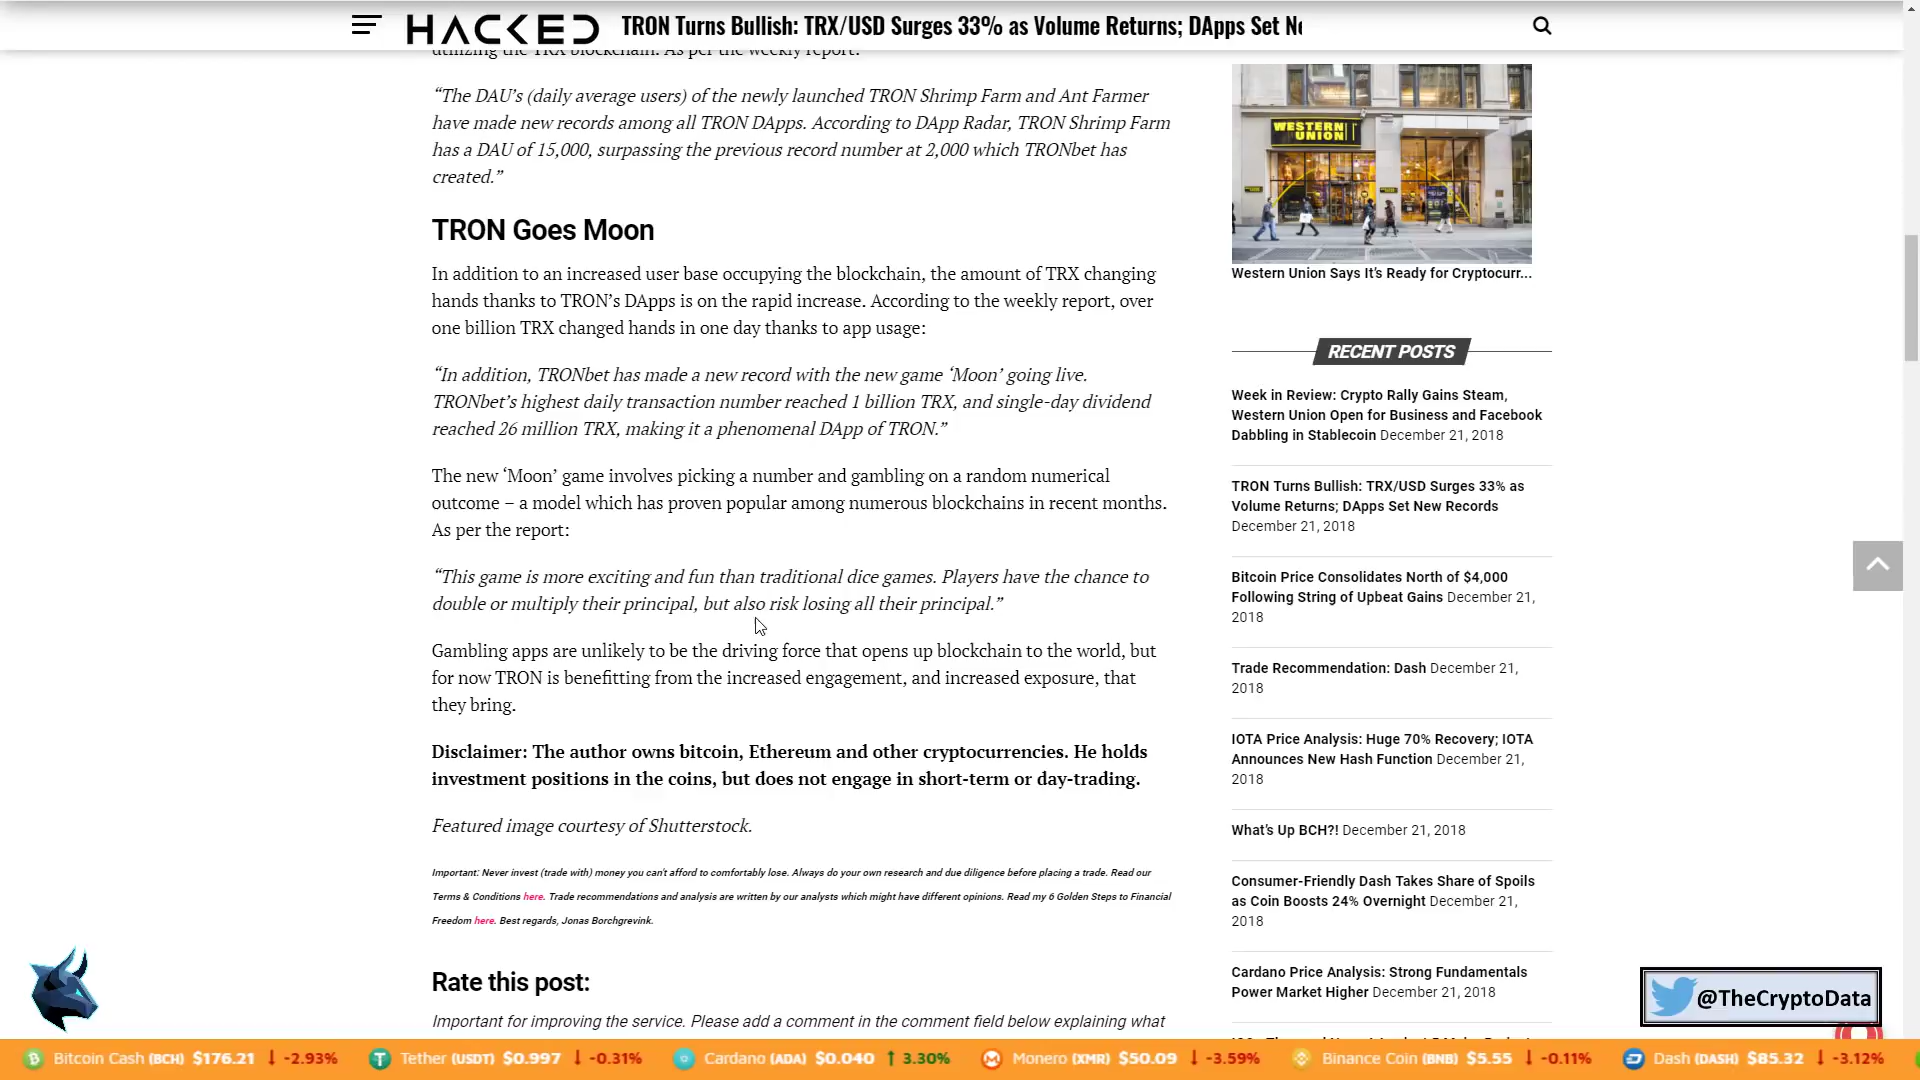 HACKED TRON Turns Bullish: TRX/USD Surges 33% as Volume Returns; DApps Set Ne
utilizing the TRX blockchain. As per the weekly report:
“The DAU’s (daily average users) of the newly launched TRON Shrimp Farm and Ant Farmer
have made new records among all TRON DApps. According to DApp Radar, TRON Shrimp Farm
has a DAU of 15,000, surpassing the previous record number at 2,000 which TRONbet has
created.”
TRON Goes Moon
In addition to an increased user base occupying the blockchain, the amount of TRX changing
hands thanks to TRON’s DApps is on the rapid increase. According to the weekly report, over
one billion TRX changed hands in one day thanks to app usage:
“In addition, TRONbet has made a new record with the new game ‘Moon’ going live.
TRONbet’s highest daily transaction number reached 1 billion TRX, and single-day dividend
reached 26 million TRX, making it a phenomenal DApp of TRON.”
The new ‘Moon’ game involves picking a number and gambling on a random numerical
outcome – a model which has proven popular among numerous blockchains in recent months.
As per the report:
“This game is more exciting and fun than traditional dice games. Players have the chance to
double or multiply their principal, but also risk losing all their principal.”
Gambling apps are unlikely to be the driving force that opens up blockchain to the world, but
for now TRON is benefitting from the increased engagement, and increased exposure, that
they bring.
Disclaimer: The author owns bitcoin, Ethereum and other cryptocurrencies. He holds
investment positions in the coins, but does not engage in short-term or day-trading.
Featured image courtesy of Shutterstock.
Important: Never invest (trade with) money you can't afford to comfortably lose. Always do your own research and due diligence before placing a trade. Read our
Terms & Conditions here. Trade recommendations and analysis are written by our analysts which might have different opinions. Read my 6 Golden Steps to Financial
Freedom here. Best regards, Jonas Borchgrevink.
Rate this post:
Important for improving the service. Please add a comment in the comment field below explaining what
WESTERN UNION
Western Union Says It’s Ready for Cryptocurr...
RECENT POSTS
Week in Review: Crypto Rally Gains Steam,
Western Union Open for Business and Facebook
Dabbling in Stablecoin December 21, 2018
TRON Turns Bullish: TRX/USD Surges 33% as
Volume Returns; DApps Set New Records
December 21, 2018
Bitcoin Price Consolidates North of $4,000
Following String of Upbeat Gains December 21,
2018
Trade Recommendation: Dash December 21,
2018
IOTA Price Analysis: Huge 70% Recovery; IOTA
Announces New Hash Function December 21,
2018
What’s Up BCH?! December 21, 2018
Consumer-Friendly Dash Takes Share of Spoils
as Coin Boosts 24% Overnight December 21,
2018
Cardano Price Analysis: Strong Fundamentals
Power Market Higher December 21, 2018
@TheCryptoData
Bitcoin Cash (BCH) $176.21 -2.93% Tether (USDT) $0.997 -0.31% Cardano (ADA) $0.040 3.30% Monero (XMR) $50.09 -3.59% Binance Coin (BNB) $5.55 -0.11% Dash (DASH) $85.32 -3.12%